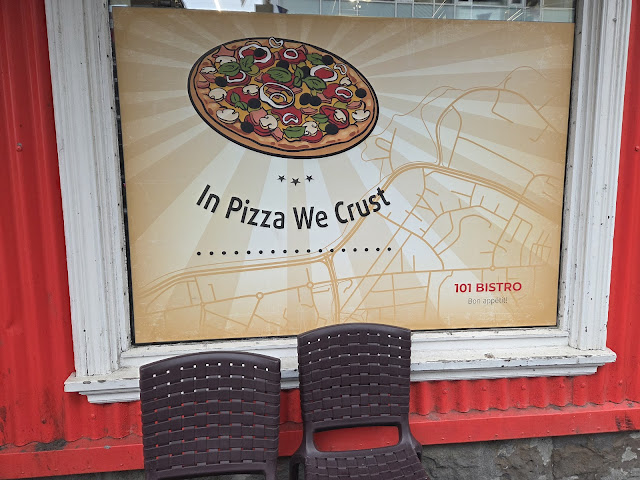 In Pizza We Crust
101 BISTRO
Bon appétit!